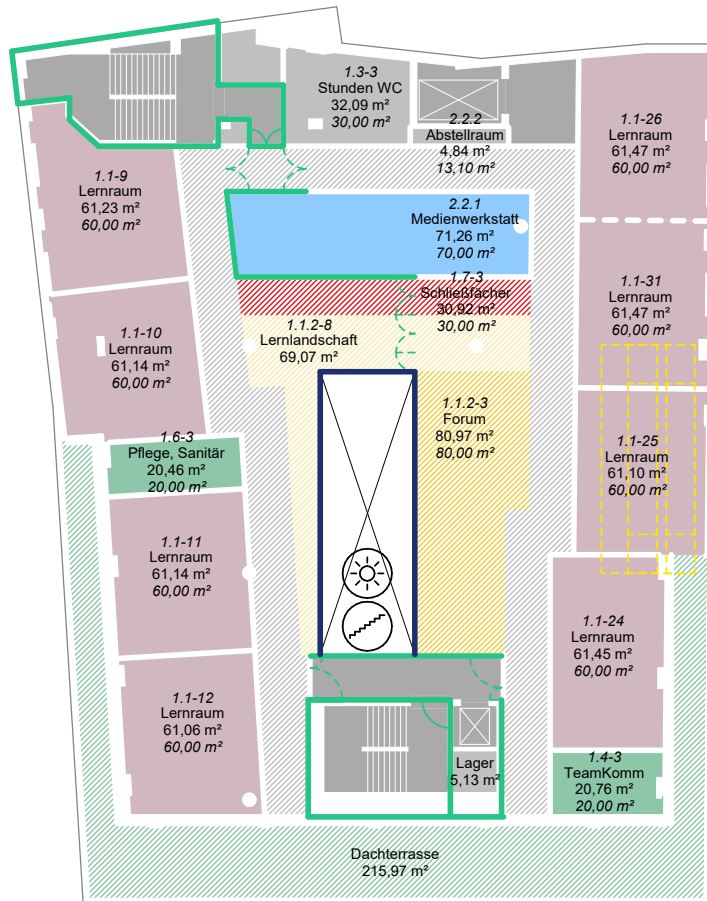 1.3-3
Stunden WC
32,09 m²
30,00 m²
2.2.2
Abstellraum
4,84 m²
13,10 m²
1.1-26
Lernraum
61,47 m²
60,00 m²
1.1-9
Lernraum
61,23 m²
60,00 m²
2.2.1
Medienwerkstatt
71,26 m²
70,00 m²
1.7-3
Schließfächer
30,92 m²
30,00 m²
1.1-31
Lernraum
61,47 m²
60,00 m²
1.1-10
Lernraum
61,14 m²
60,00 m²
1.1.2-8
Lernlandschaft
69,07 m²
1.1.2-3
Forum
80,97 m²
80,00 m²
1.6-3
Pflege, Sanitär
20,46 m²
20,00 m²
1.1-25
Lernraum
61,10 m²
60,00 m²
1.1-11
Lernraum
61,14 m²
60,00 m²
1.1-24
Lernraum
61,45 m²
60,00 m²
1.1-12
Lernraum
61,06 m²
60,00 m²
Lager
5,13 m²
1.4-3
TeamKomm
20,76 m²
20,00 m²
Dachterrasse
215,97 m²